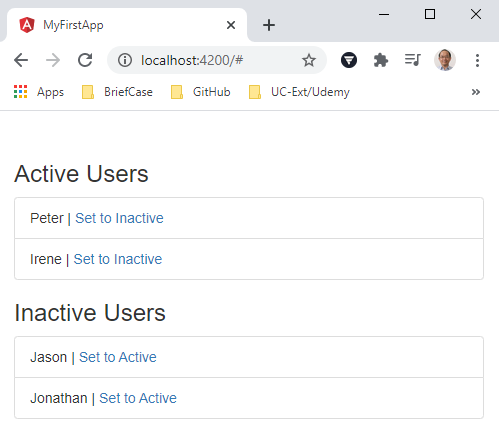 MyFirstApp
localhost:4200/#
Apps BriefCase GitHub UC-Ext/Udemy »
Active Users
Peter | Set to Inactive
Irene | Set to Inactive
Inactive Users
Jason | Set to Active
Jonathan | Set to Active